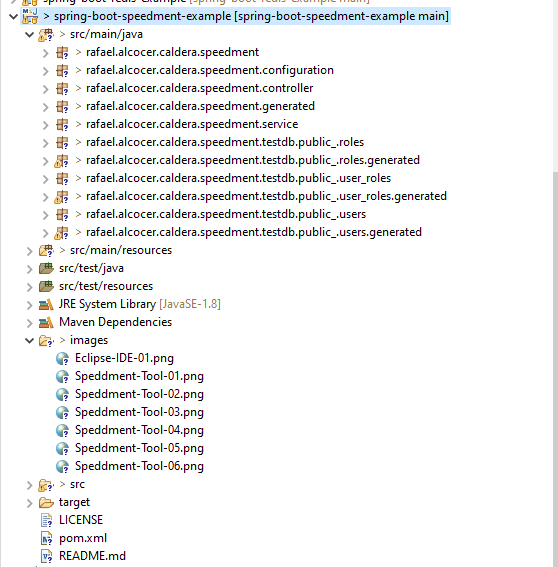 spring-boot-redis-Example [spring-boot-redis-Example main]
> spring-boot-speedment-example [spring-boot-speedment-example main]
> src/main/java
> rafael.alcocer.caldera.speedment
> rafael.alcocer.caldera.speedment.configuration
> rafael.alcocer.caldera.speedment.controller
> rafael.alcocer.caldera.speedment.generated
> rafael.alcocer.caldera.speedment.service
> rafael.alcocer.caldera.speedment.testdb.public_.roles
> rafael.alcocer.caldera.speedment.testdb.public_.roles.generated
> rafael.alcocer.caldera.speedment.testdb.public_.user_roles
> rafael.alcocer.caldera.speedment.testdb.public_.user_roles.generated
> rafael.alcocer.caldera.speedment.testdb.public_.users
> rafael.alcocer.caldera.speedment.testdb.public_.users.generated
> src/main/resources
src/test/java
src/test/resources
JRE System Library [JavaSE-1.8]
Maven Dependencies
> images
Eclipse-IDE-01.png
Speddment-Tool-01.png
Speddment-Tool-02.png
Speddment-Tool-03.png
Speddment-Tool-04.png
Speddment-Tool-05.png
Speddment-Tool-06.png
> src
target
LICENSE
pom.xml
README.md